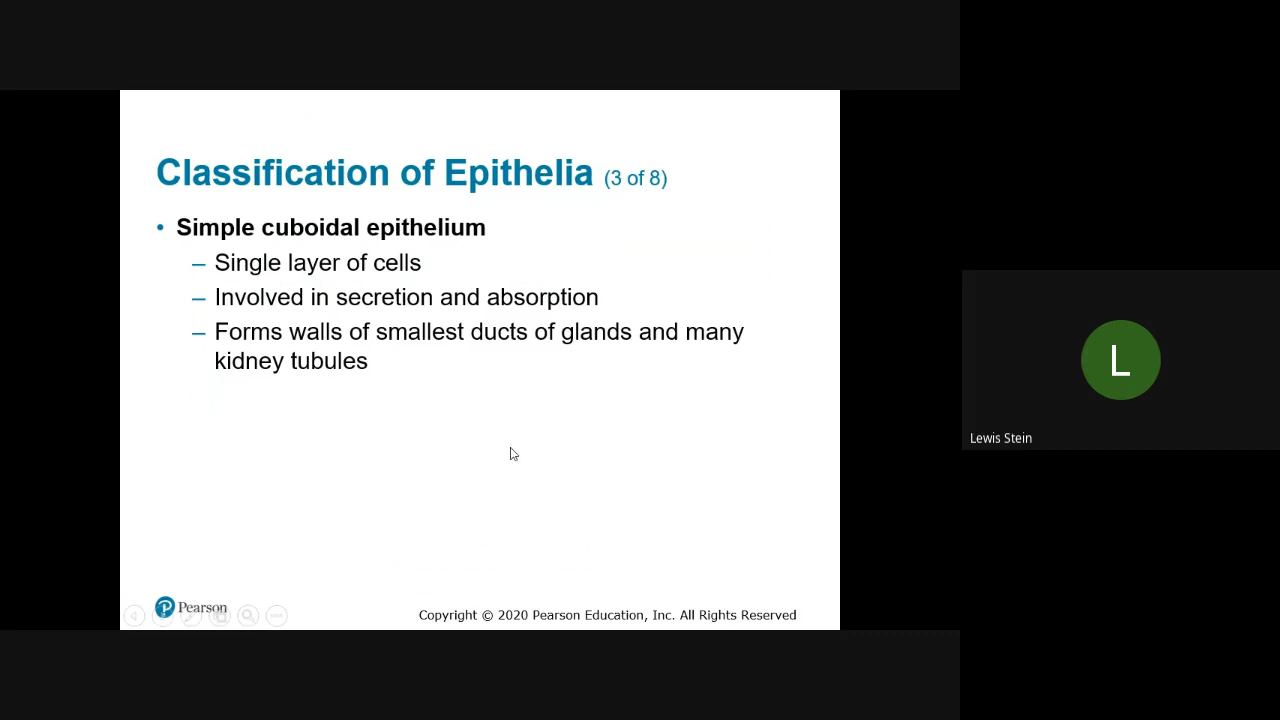 Classification of Epithelia (3 of 8)
• Simple cuboidal epithelium
– Single layer of cells
– Involved in secretion and absorption
– Forms walls of smallest ducts of glands and many
kidney tubules
L
Lewis Stein
P Pearson
Copyright © 2020 Pearson Education, Inc. All Rights Reserved